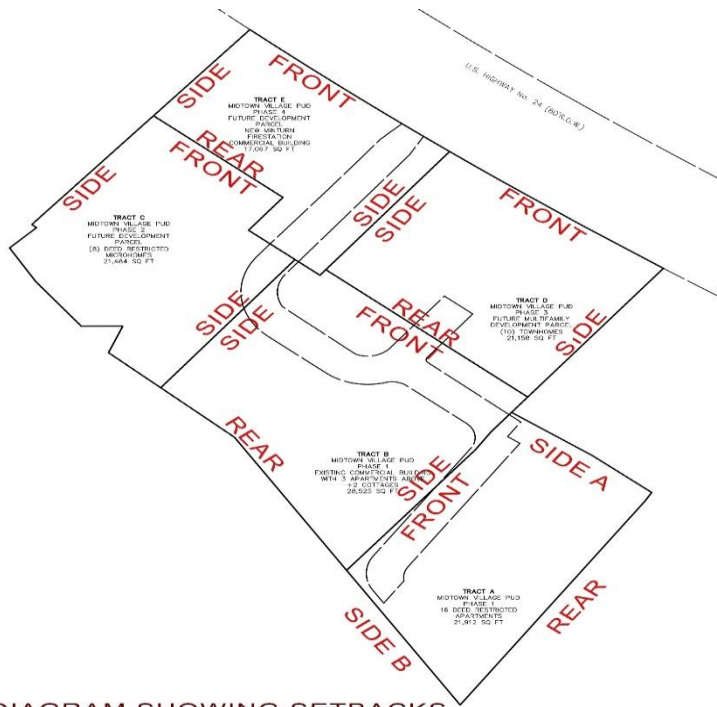 U.S. HIGHWAY No. 24 (80'R.O.W.)
FRONT
SIDE
TRACT E
MIDTOWN VILLAGE PUD
PHASE 4
FUTURE DEVELOPMENT
PARCEL
NEW MINTURN
FIRESTATION
COMMERCIAL BUILDING
17,067 SQ FT
REAR
FRONT
SIDE
SIDE
SIDE
FRONT
TRACT C
MIDTOWN VILLAGE PUD
PHASE 2
FUTURE DEVELOPMENT
PARCEL
(8) DEED RESTRICTED
MICROHOMES
21,484 SQ FT
TRACT D
MIDTOWN VILLAGE PUD
PHASE 3
FUTURE MULTIFAMILY
DEVELOPMENT PARCEL
(10) TOWNHOMES
21,158 SQ FT
SIDE
REAR
FRONT
SIDE
SIDE
REAR
TRACT B
MIDTOWN VILLAGE PUD
PHASE 1
EXISTING COMMERCIAL BUILDING
WITH 3 APARTMENTS ABOVE
+2 COTTAGES
28,525 SQ FT
SIDE
FRONT
SIDE A
TRACT A
MIDTOWN VILLAGE PUD
PHASE 1
16 DEED RESTRICTED
APARTMENTS
21,912 SQ FT
REAR
SIDE B
DIAGRAM SHOWING SETBACKS